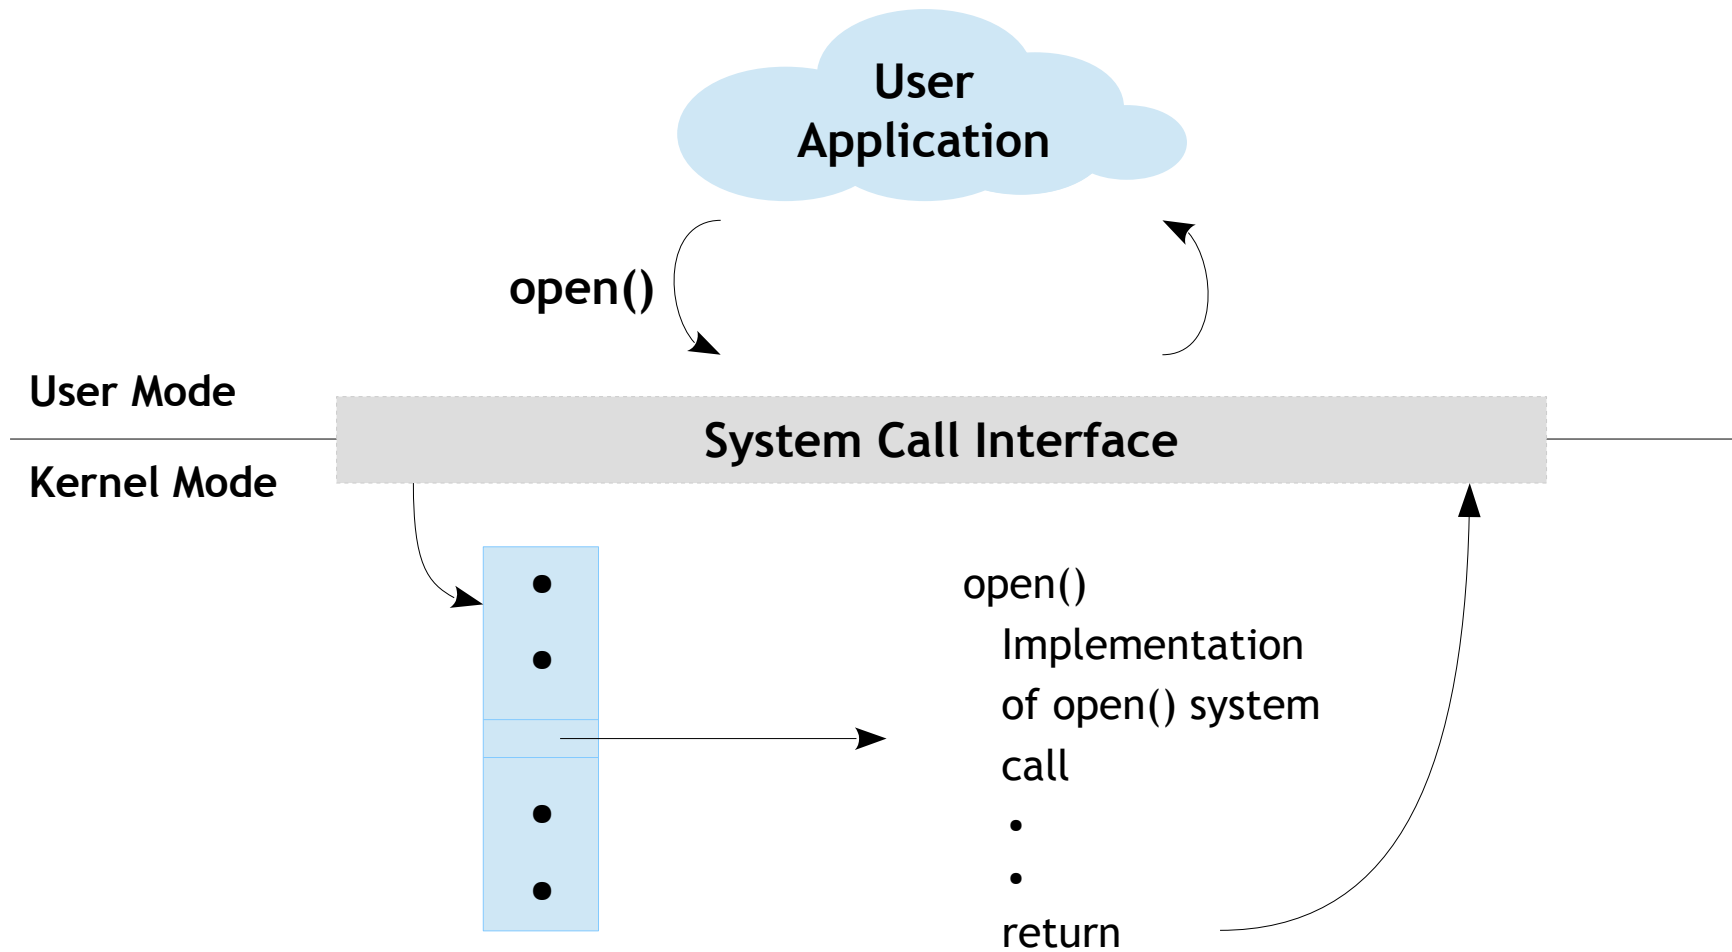 User
Application
open()
User Mode
System Call Interface
Kernel Mode
open()
Implementation
of open() system
call
•
•
return